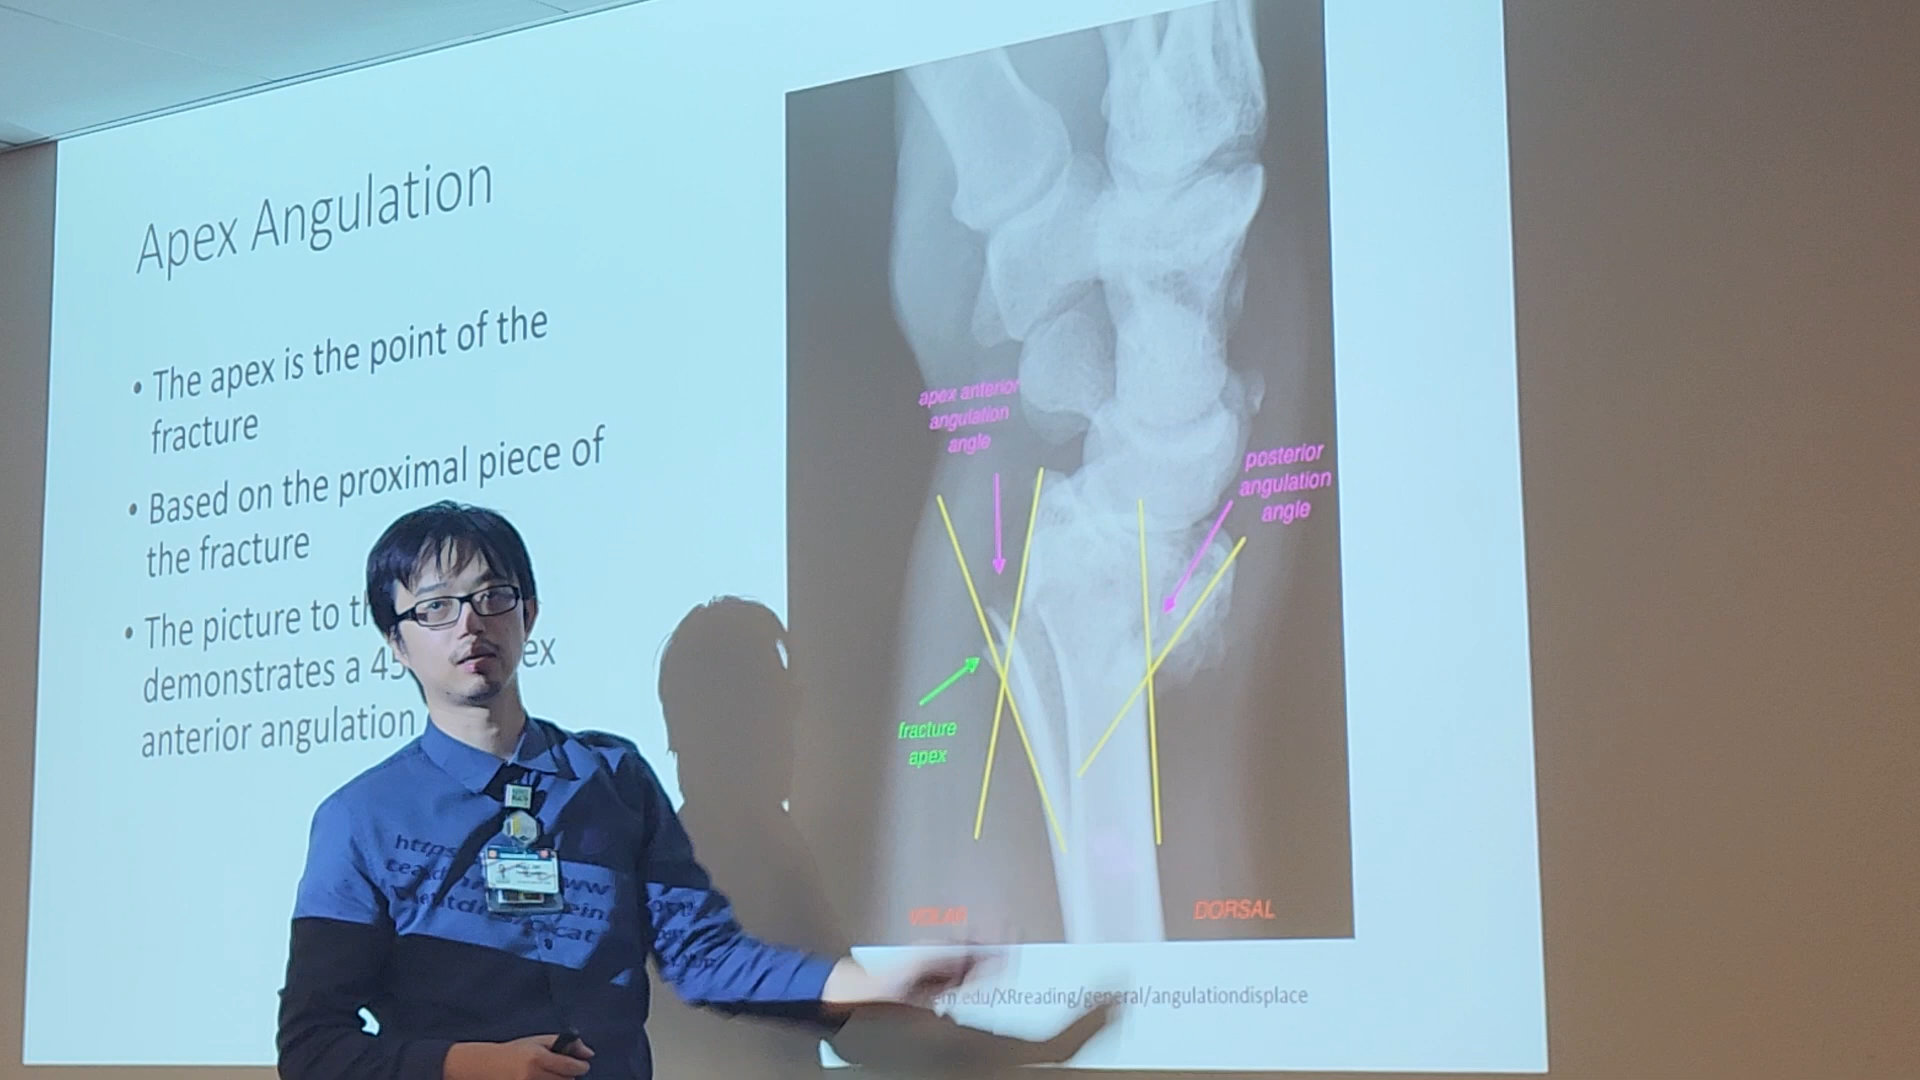 Apex Angulation
• The apex is the point of the
fracture
• Based on the proximal piece of
the fracture
• The picture to
demonstrates a 45
anterior angulation
apex anterior
angulation
angle
posterior
angulation
angle
fracture
apex
VOLAR
DORSAL
.edu/XRreading/general/angulationdisplace